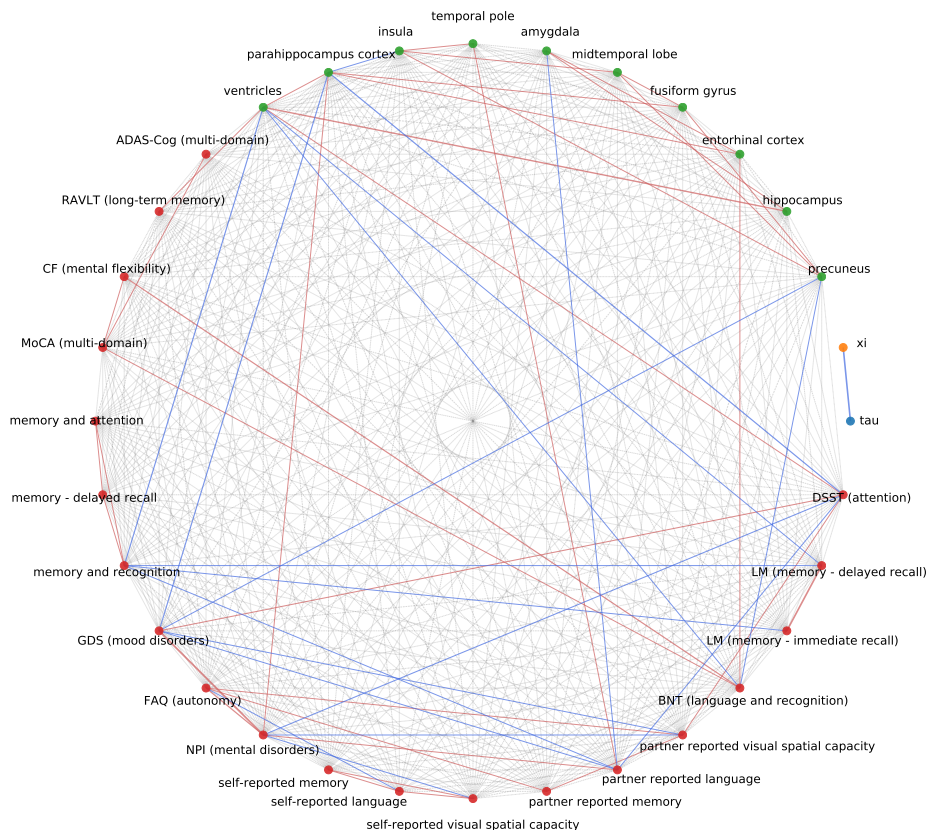 temporal pole
insula
amygdala
parahippocampus cortex
midtemporal lobe
ventricles
fusiform gyrus
ADAS-Cog (multi-domain)
entorhinal cortex
RAVLT (long-term memory)
hippocampus
CF (mental flexibility)
precuneus
MoCA (multi-domain)
xi
memory and attention
tau
memory - delayed recall
DSST (attention)
memory and recognition
LM (memory - delayed recall)
GDS (mood disorders)
LM (memory - immediate recall)
FAQ (autonomy)
BNT (language and recognition)
NPI (mental disorders)
partner reported visual spatial capacity
self-reported memory
partner reported language
self-reported language
partner reported memory
self-reported visual spatial capacity